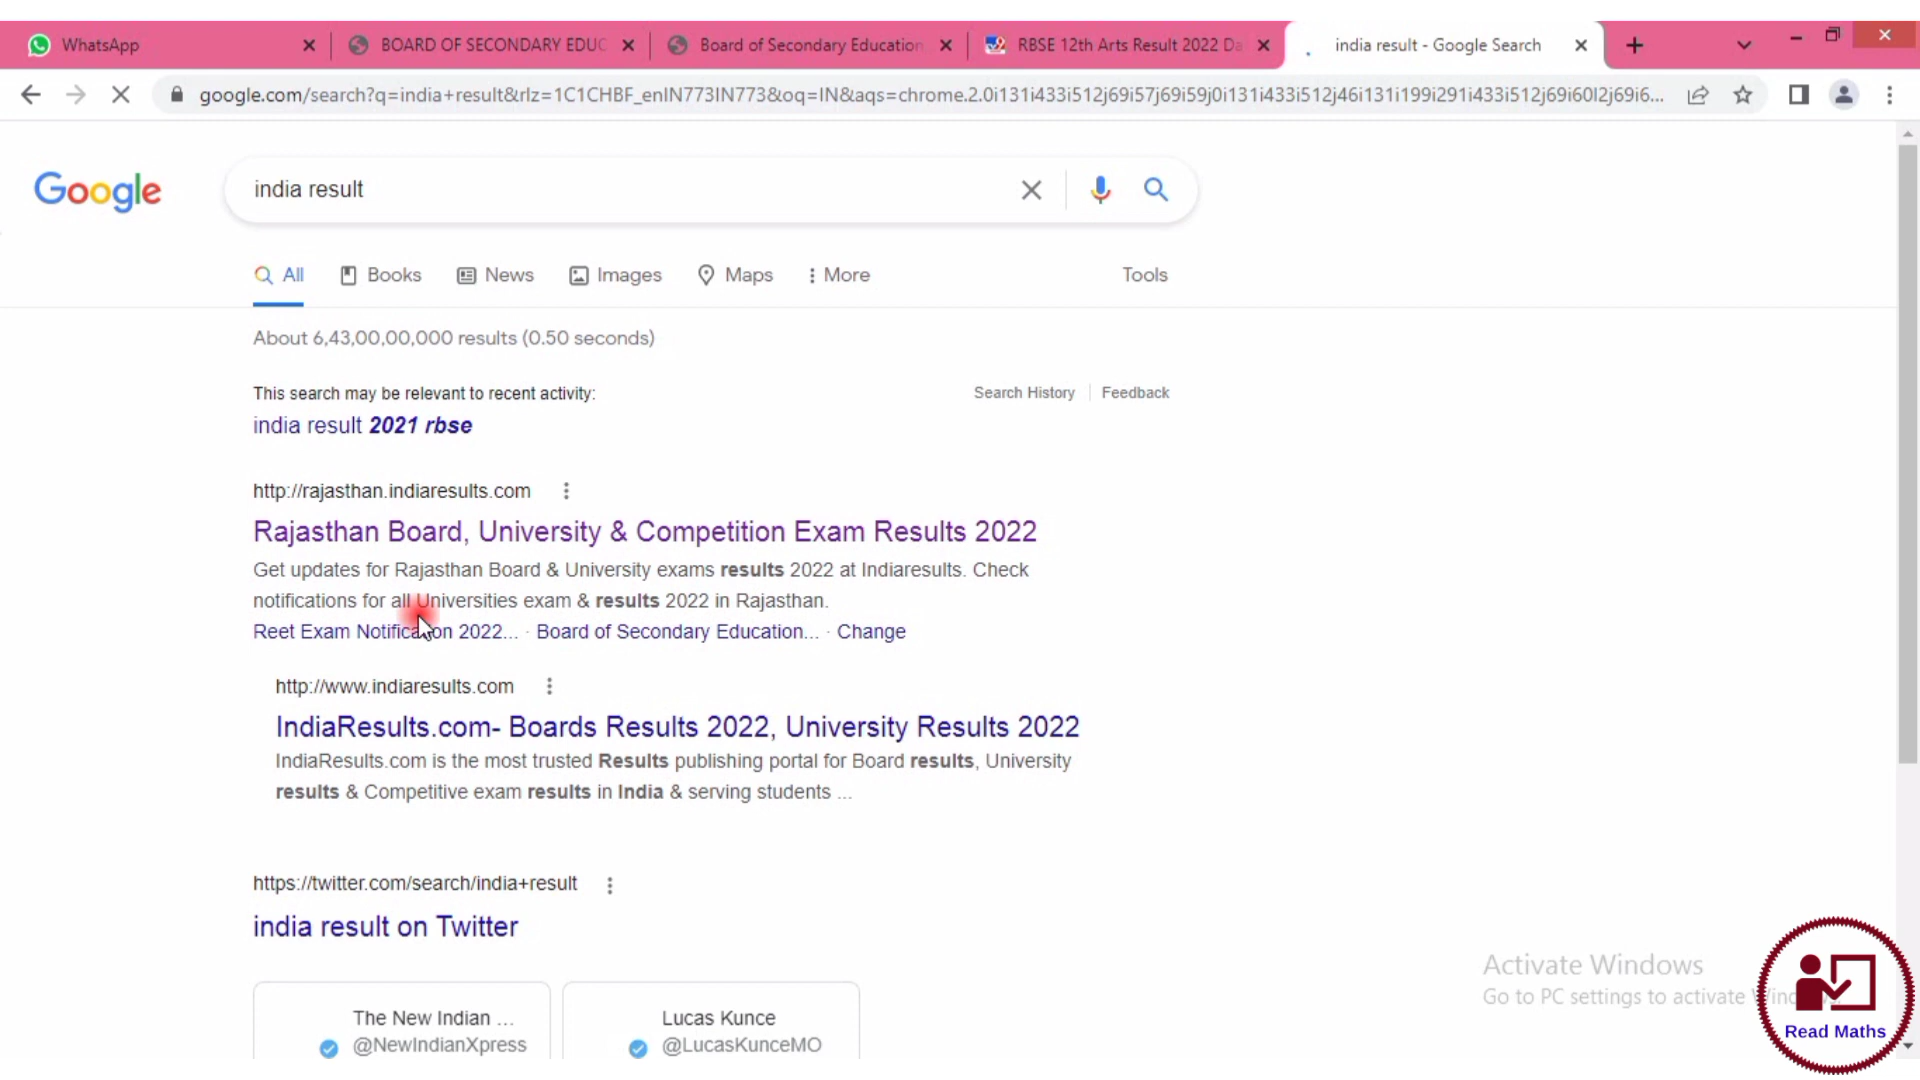 WhatsApp
BOARD OF SECONDARY EDUC
Board of Secondary Education
RBSE 12th Arts Result 2022 Da
india result - Google Search
google.com/search?q=india+result&rlz=1C1CHBF_enIN773IN773&oq=IN&aqs=chrome.2.0i131i433i512j69i57j69i59j0i131i433i512j46i131i199i291i433i512j69i60l2j69i6...
Google
india result
All
Books
News
Images
Maps
More
Tools
About 6,43,00,00,000 results (0.50 seconds)
This search may be relevant to recent activity:
Search History
Feedback
india result 2021 rbse
http://rajasthan.indiaresults.com
Rajasthan Board, University & Competition Exam Results 2022
Get updates for Rajasthan Board & University exams results 2022 at Indiaresults. Check
notifications for all Universities exam & results 2022 in Rajasthan.
Reet Exam Notification 2022... · Board of Secondary Education... · Change
http://www.indiaresults.com
IndiaResults.com- Boards Results 2022, University Results 2022
IndiaResults.com is the most trusted Results publishing portal for Board results, University
results & Competitive exam results in India & serving students ...
https://twitter.com/search/india+result
india result on Twitter
The New Indian ...
@NewIndianXpress
Lucas Kunce
@LucasKunceMO
Activate Windows
Go to PC settings to activate
Read Maths